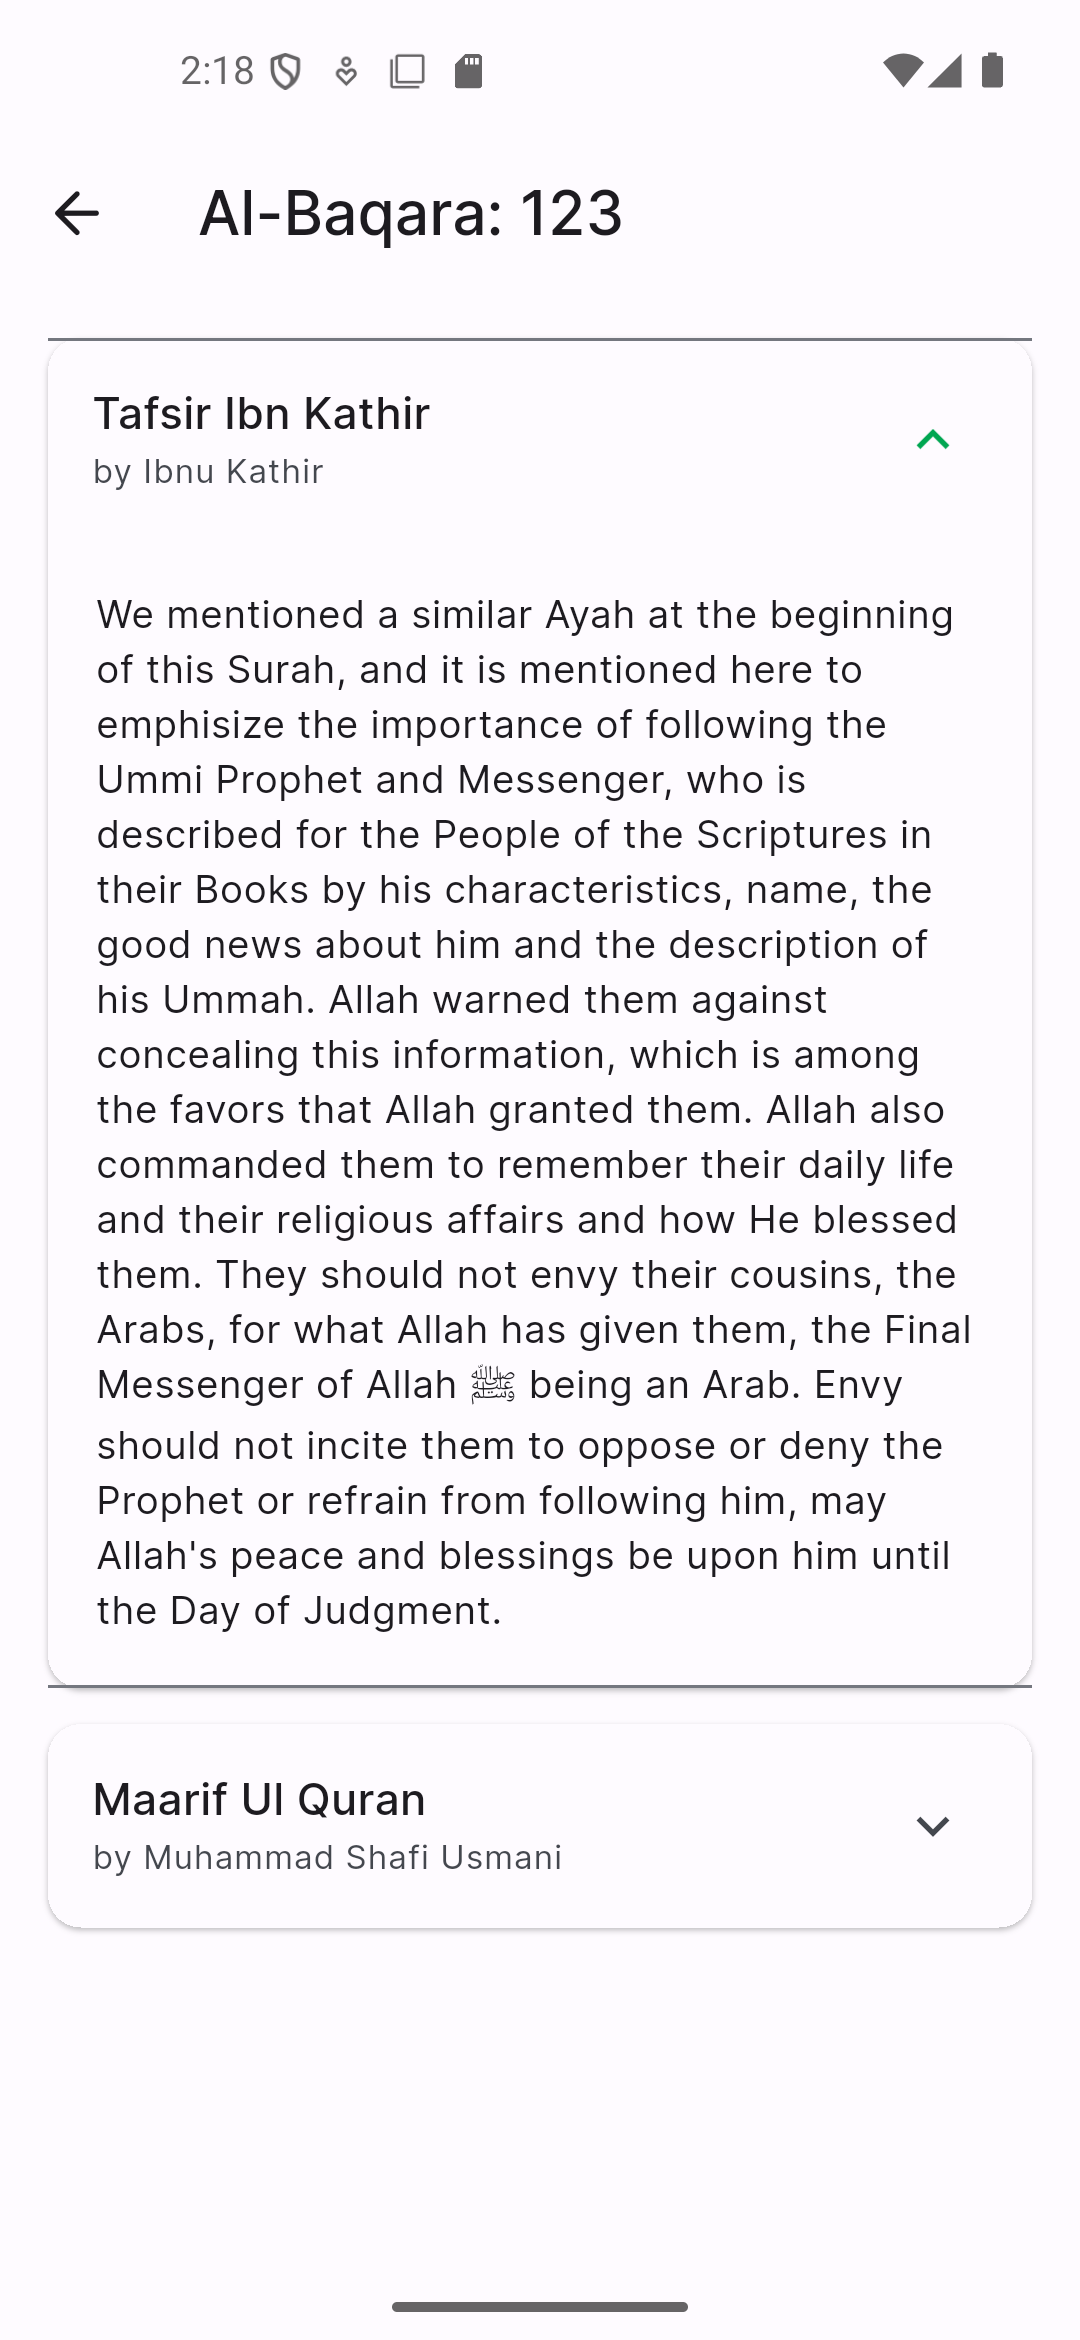 2:18
Al-Baqara: 123
Tafsir Ibn Kathir
by Ibnu Kathir
We mentioned a similar Ayah at the beginning
of this Surah, and it is mentioned here to
emphisize the importance of following the
Ummi Prophet and Messenger, who is
described for the People of the Scriptures in
their Books by his characteristics, name, the
good news about him and the description of
his Ummah. Allah warned them against
concealing this information, which is among
the favors that Allah granted them. Allah also
commanded them to remember their daily life
and their religious affairs and how He blessed
them. They should not envy their cousins, the
Arabs, for what Allah has given them, the Final
Messenger of Allah ﷺ being an Arab. Envy
should not incite them to oppose or deny the
Prophet or refrain from following him, may
Allah's peace and blessings be upon him until
the Day of Judgment.
Maarif Ul Quran
by Muhammad Shafi Usmani